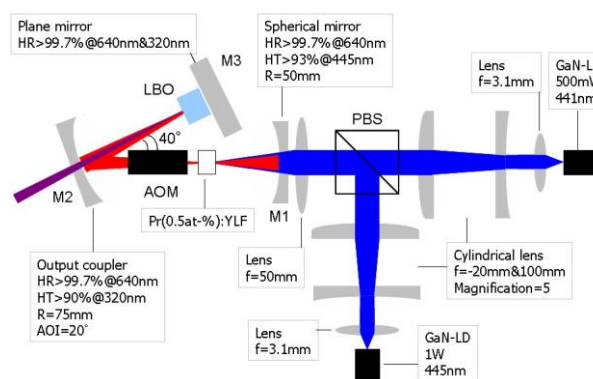 Plane mirror
HR>99.7%@640nm&320nm
Spherical mirror
HR>99.7%@640nm
HT>93%@445nm
R=50mm
Lens
f=3.1mm
GaN-L
500m
441nm
M3
LBO
PBS
40°
M2
AOM
M1
Pr(0.5at-%):YLF
Output coupler
HR>99.7%@640nm
HT>90%@320nm
R=75mm
AOI=20°
Lens
f=50mm
Cylindrical lens
f=-20mm&100mm
Magnification=5
Lens
f=3.1mm
GaN-LD
1W
445nm